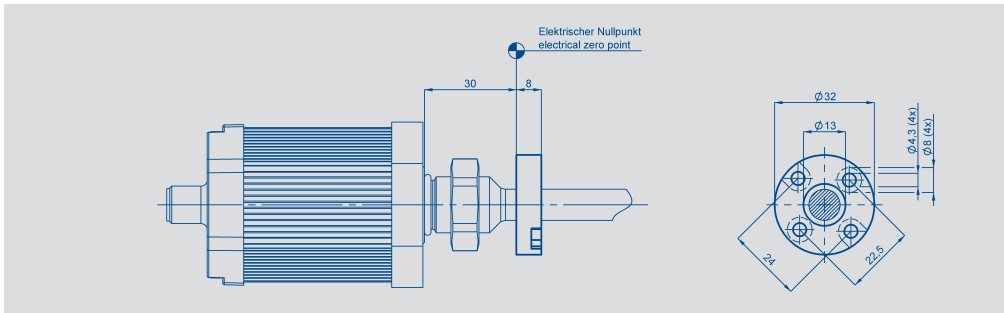 Elektrischer Nullpunkt
electrical zero point
30
8
Ø32
Ø13
Ø4,3 (4x)
Ø8 (4x)
24
22,5